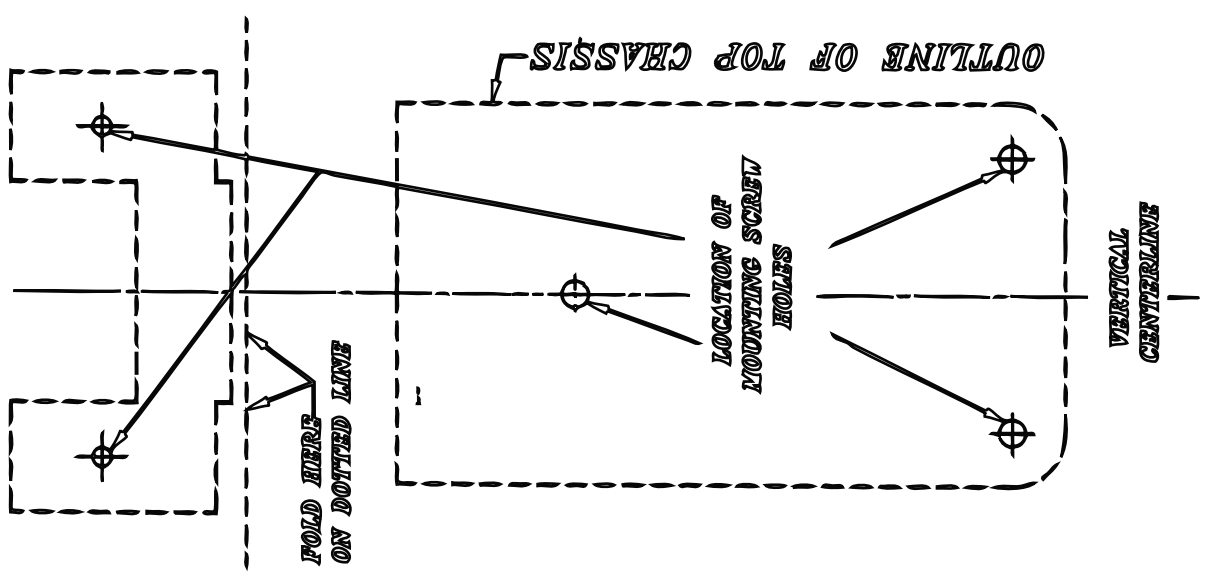 OUTLINE OF TOP CHASSIS
LOCATION OF
MOUNTING SCREW
HOLES
VERTICAL
CENTERLINE
FOLD HERE
ON DOTTED LINE